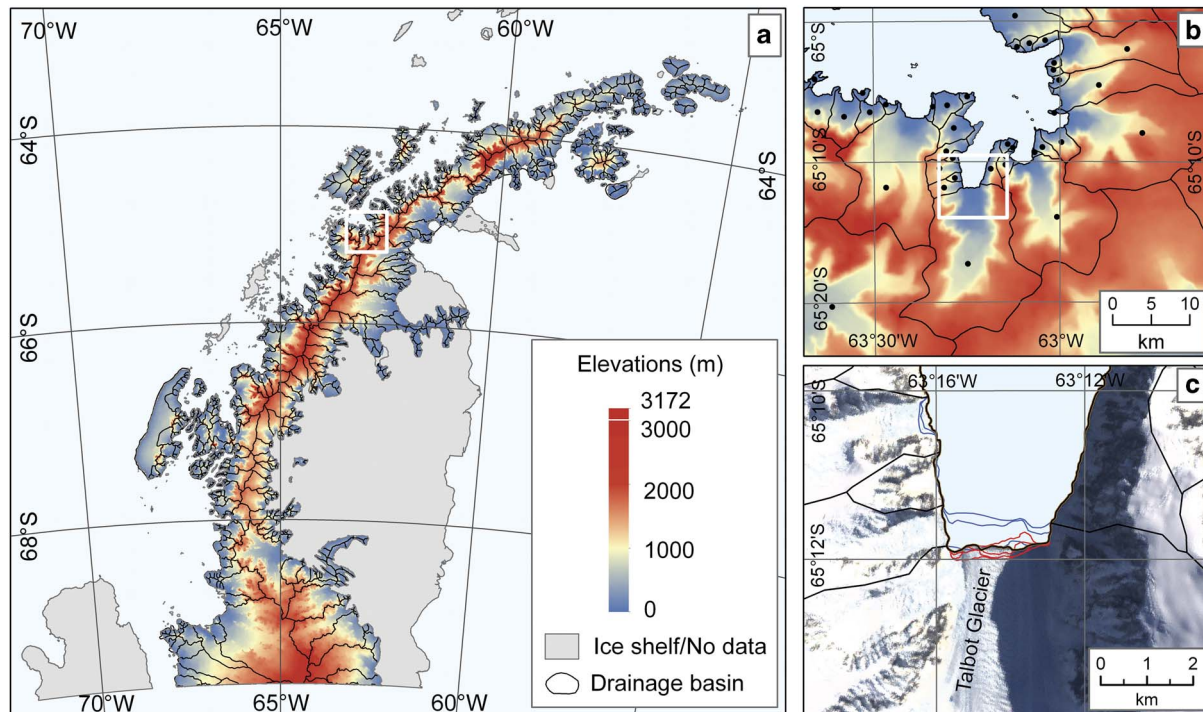 70°W
65°W
60°W
a
64°S
64°S
66°S
68°S
70°W
65°W
60°W
Elevations (m)
3172
3000
2000
1000
0
Ice shelf/No data
Drainage basin
b
65°S
65°10'S
65°10'S
65°20'S
63°30'W
63°W
0 5 10
km
c
63°16'W
63°12'W
65°10'S
65°12'S
65°12'S
Talbot Glacier
0 1 2
km